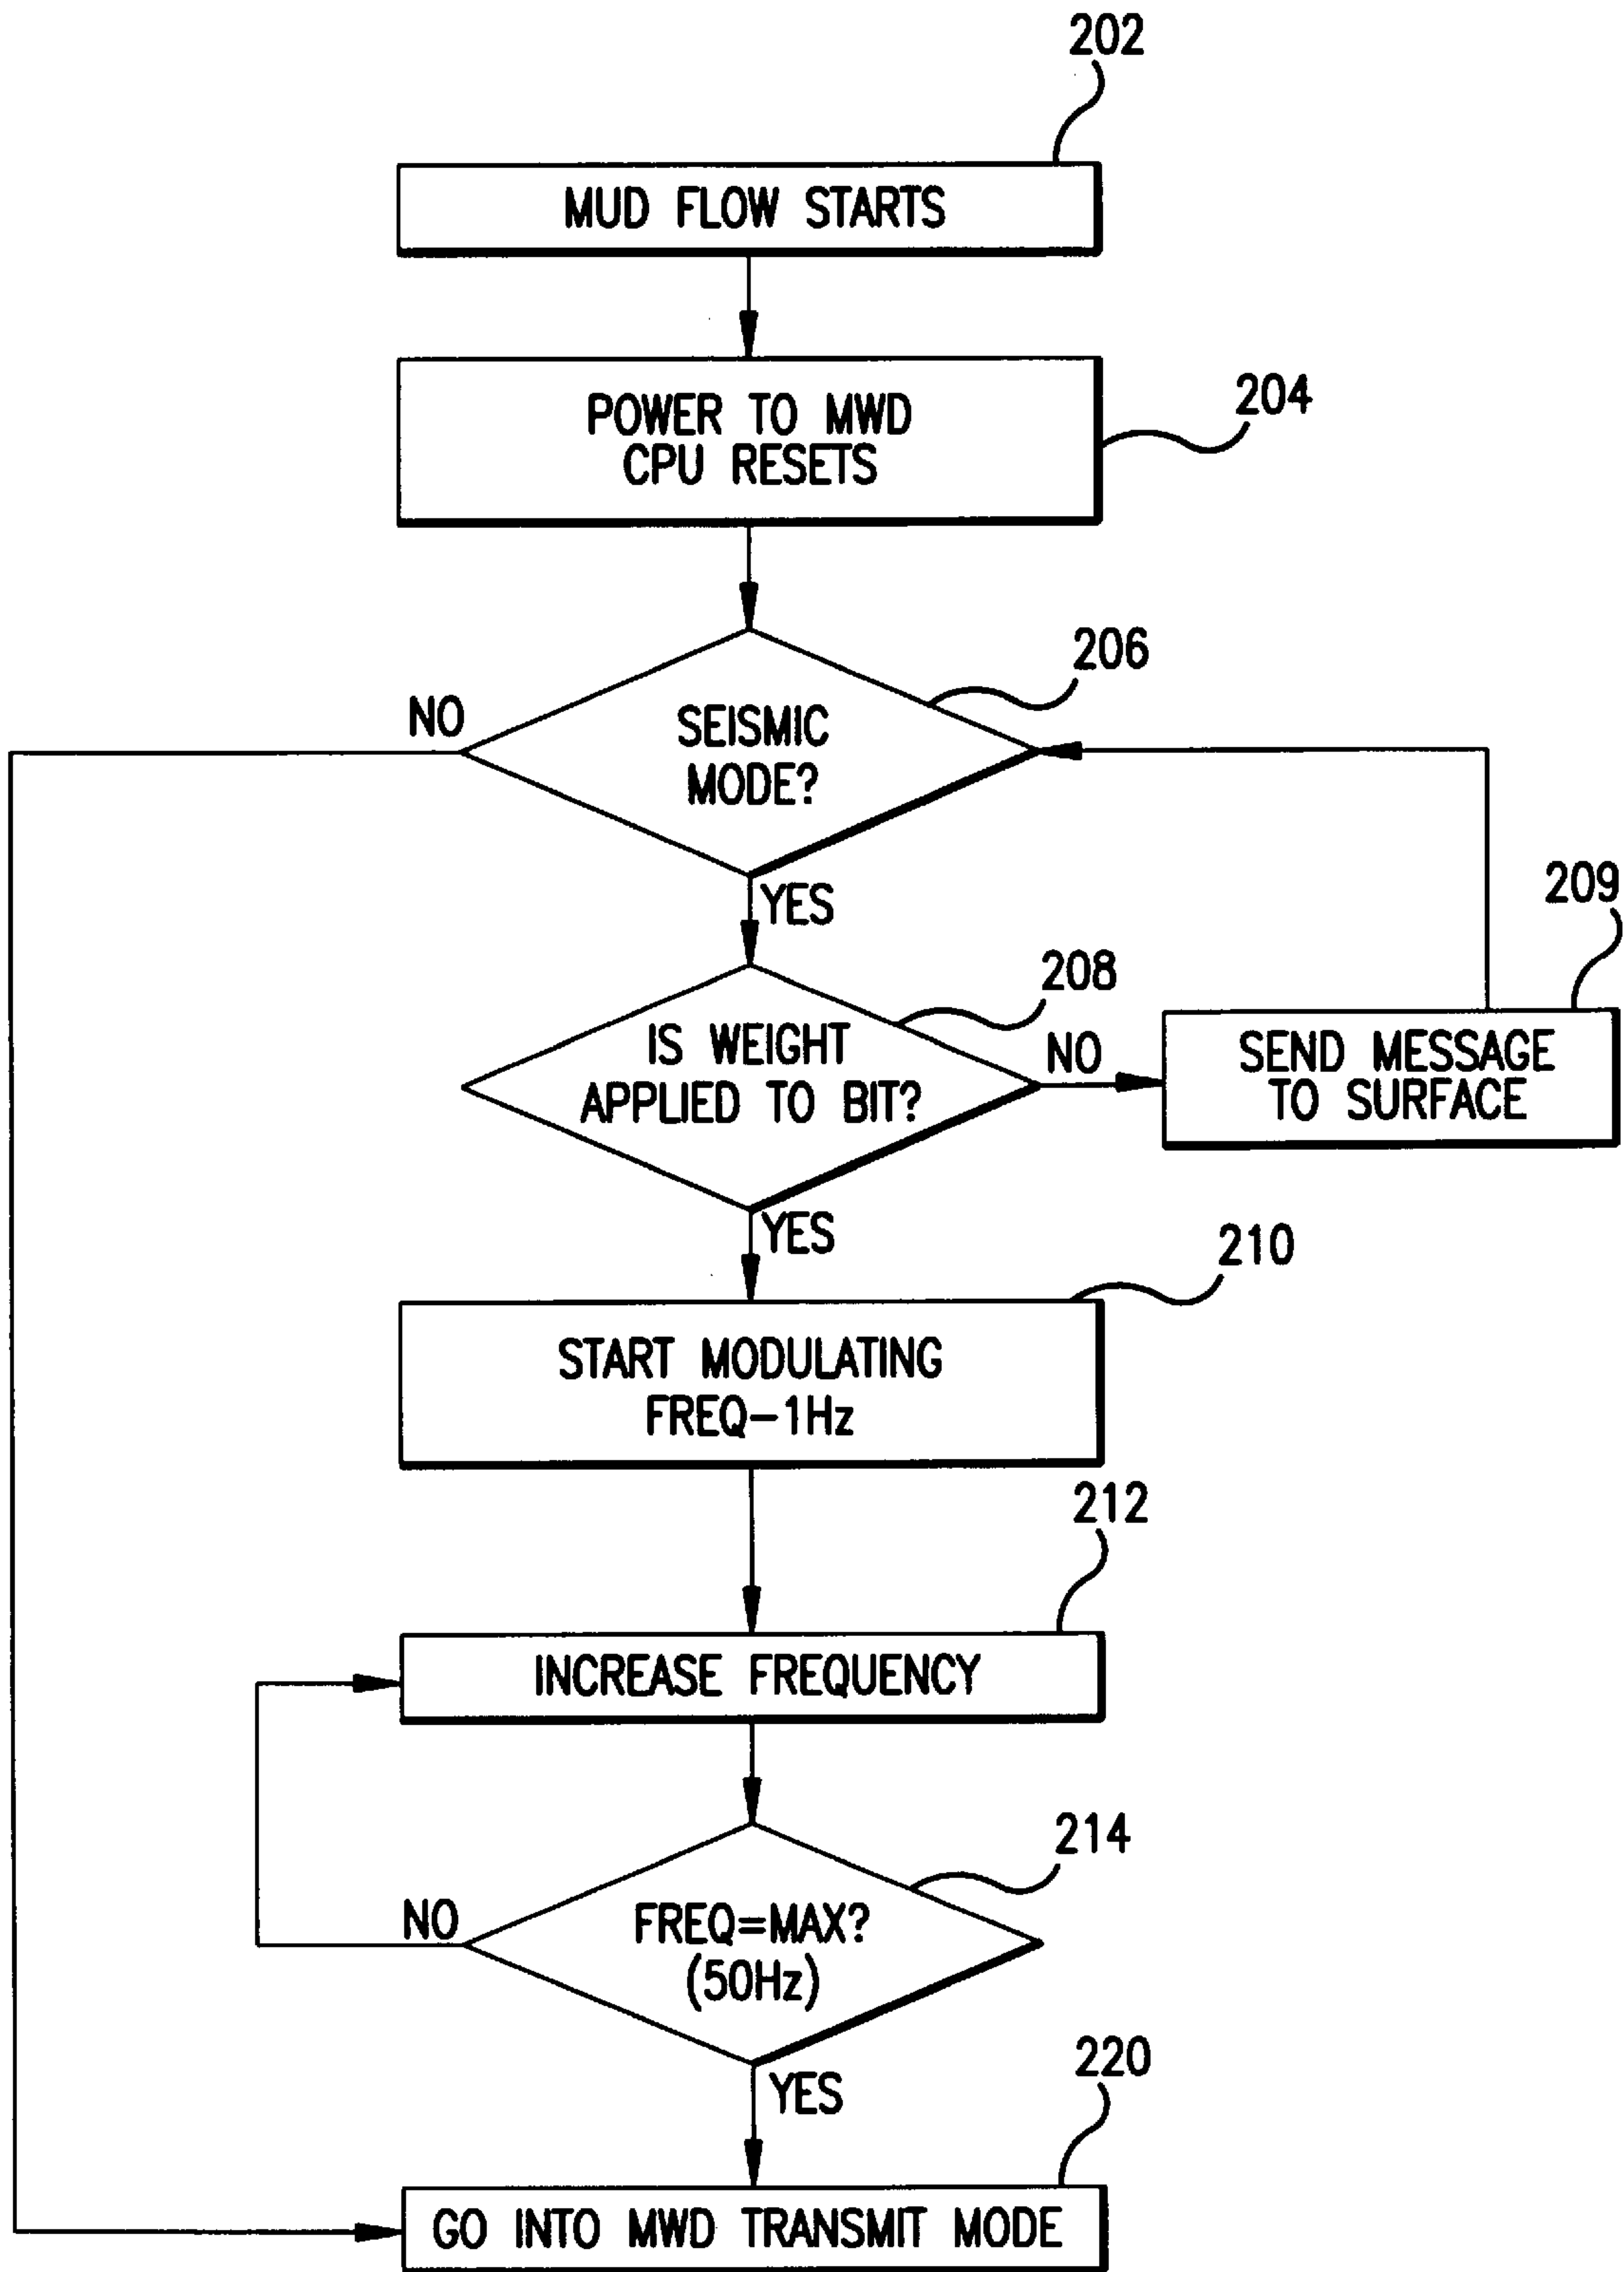 202
MUD FLOW STARTS
204
POWER TO MWD
CPU RESETS
206
NO
SEISMIC
MODE?
YES
209
208
IS WEIGHT
APPLIED TO BIT?
NO
SEND MESSAGE
TO SURFACE
YES
210
START MODULATING
FREQ-1Hz
212
INCREASE FREQUENCY
214
NO
FREQ=MAX?
(50Hz)
YES
220
GO INTO MWD TRANSMIT MODE